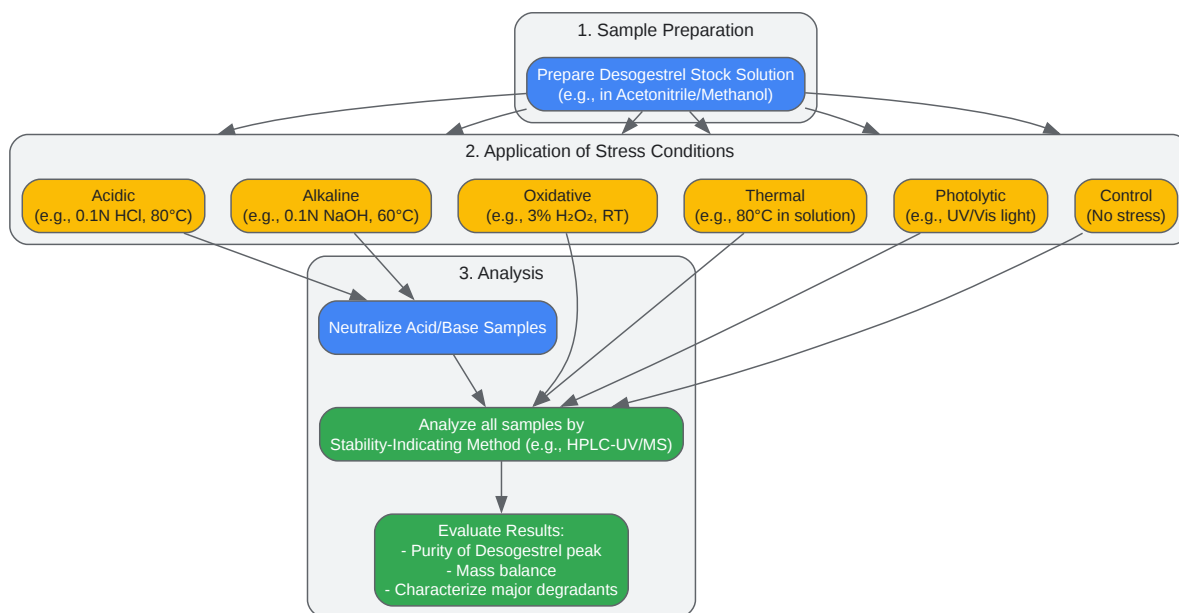 1. Sample Preparation
Prepare Desogestrel Stock Solution
(e.g., in Acetonitrile/Methanol)
2. Application of Stress Conditions
Acidic
(e.g., 0.1N HCl, 80°C)
Alkaline
(e.g., 0.1N NaOH, 60°C)
Oxidative
(e.g., 3% H₂O₂, RT)
Thermal
(e.g., 80°C in solution)
Photolytic
(e.g., UV/Vis light)
Control
(No stress)
3. Analysis
Neutralize Acid/Base Samples
Analyze all samples by
Stability-Indicating Method (e.g., HPLC-UV/MS)
Evaluate Results:
- Purity of Desogestrel peak
- Mass balance
- Characterize major degradants